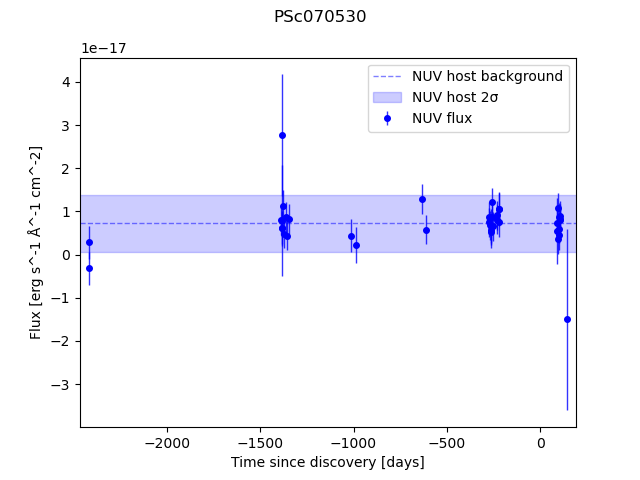 PSc070530
1e−17
NUV host background
NUV host 2σ
NUV flux
4
3
2
1
0
−1
−2
−3
Flux [erg s^-1 Å^-1 cm^-2]
−2000
−1500
−1000
−500
0
Time since discovery [days]